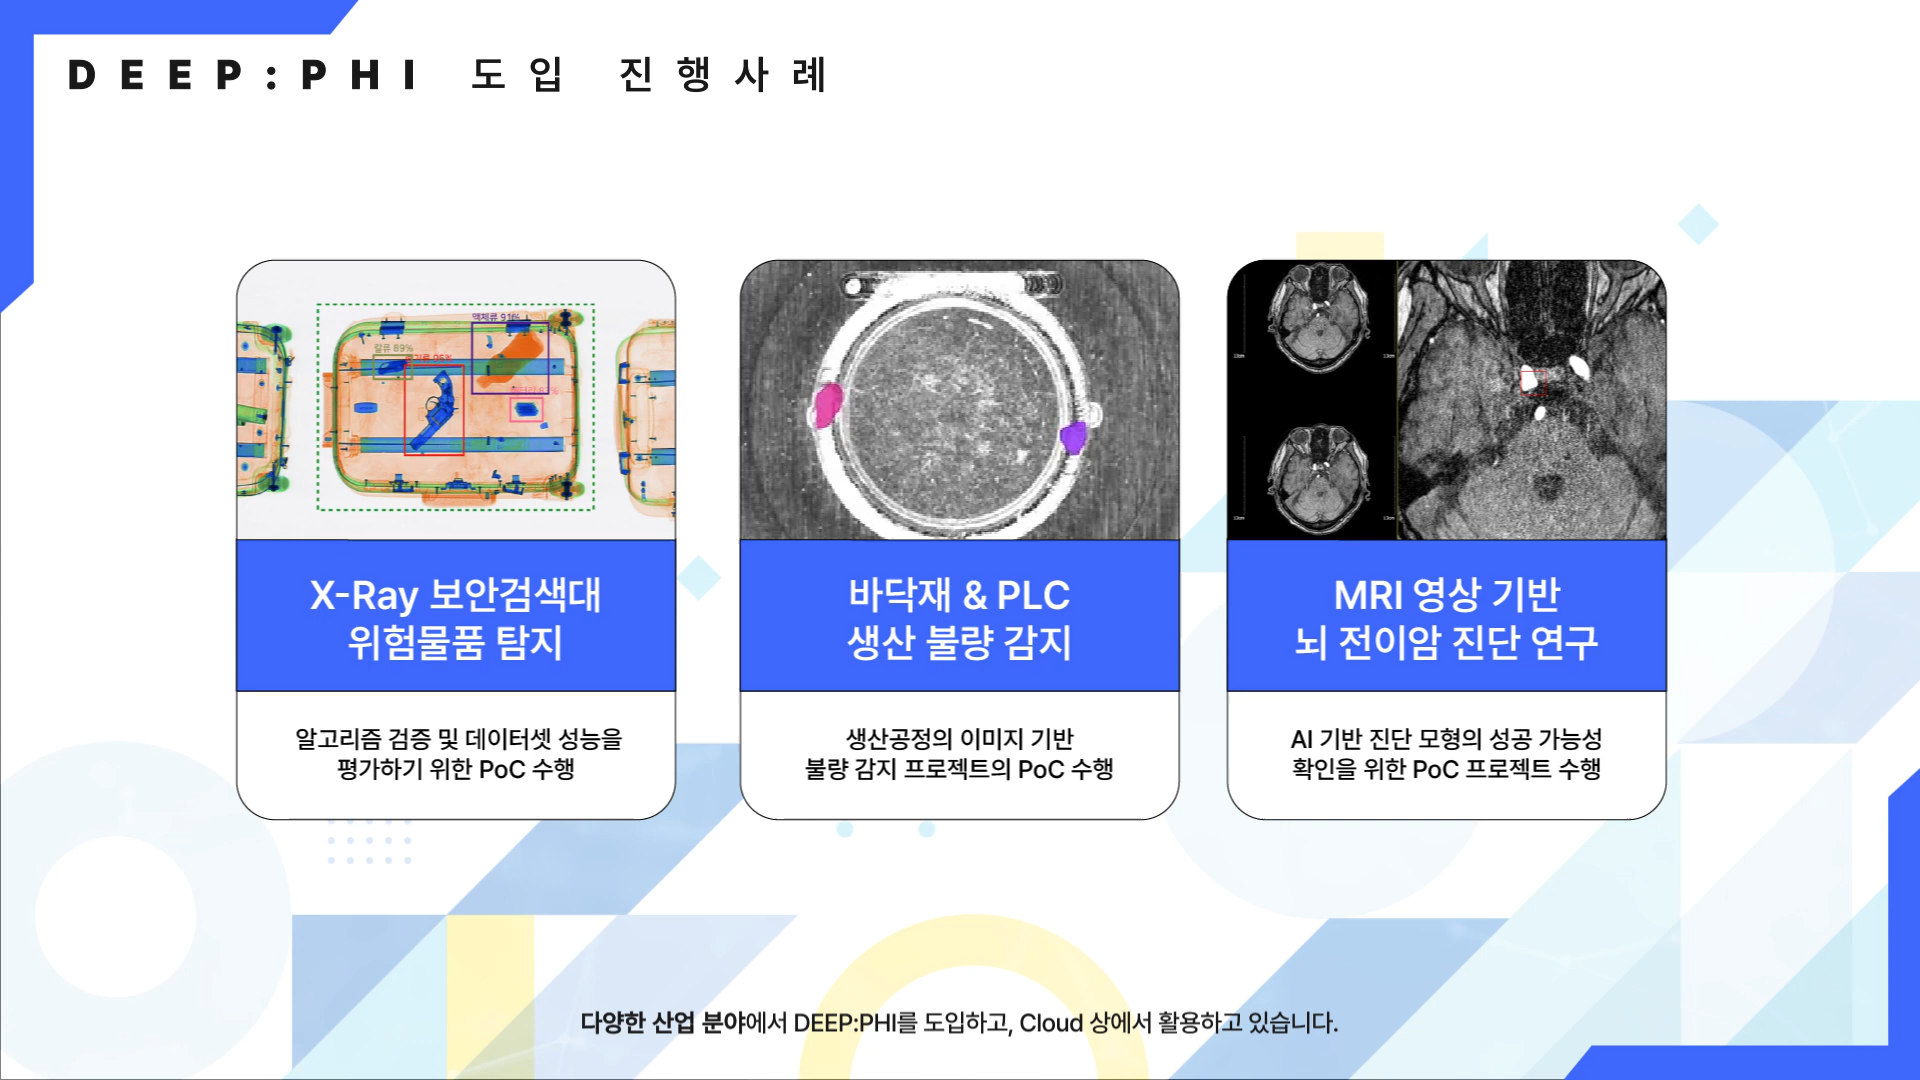 DEEP:PHI 도입 진행사례
액체류 91%
칼류 89%
X-Ray 보안검색대
위험물품 탐지
알고리즘 검증 및 데이터셋 성능을
평가하기 위한 PoC 수행
바닥재 & PLC
생산 불량 감지
생산공정의 이미지 기반
불량 감지 프로젝트의 PoC 수행
MRI 영상 기반
뇌 전이암 진단 연구
AI 기반 진단 모형의 성공 가능성
확인을 위한 PoC 프로젝트 수행
다양한 산업 분야에서 DEEP:PHI를 도입하고, Cloud 상에서 활용하고 있습니다.